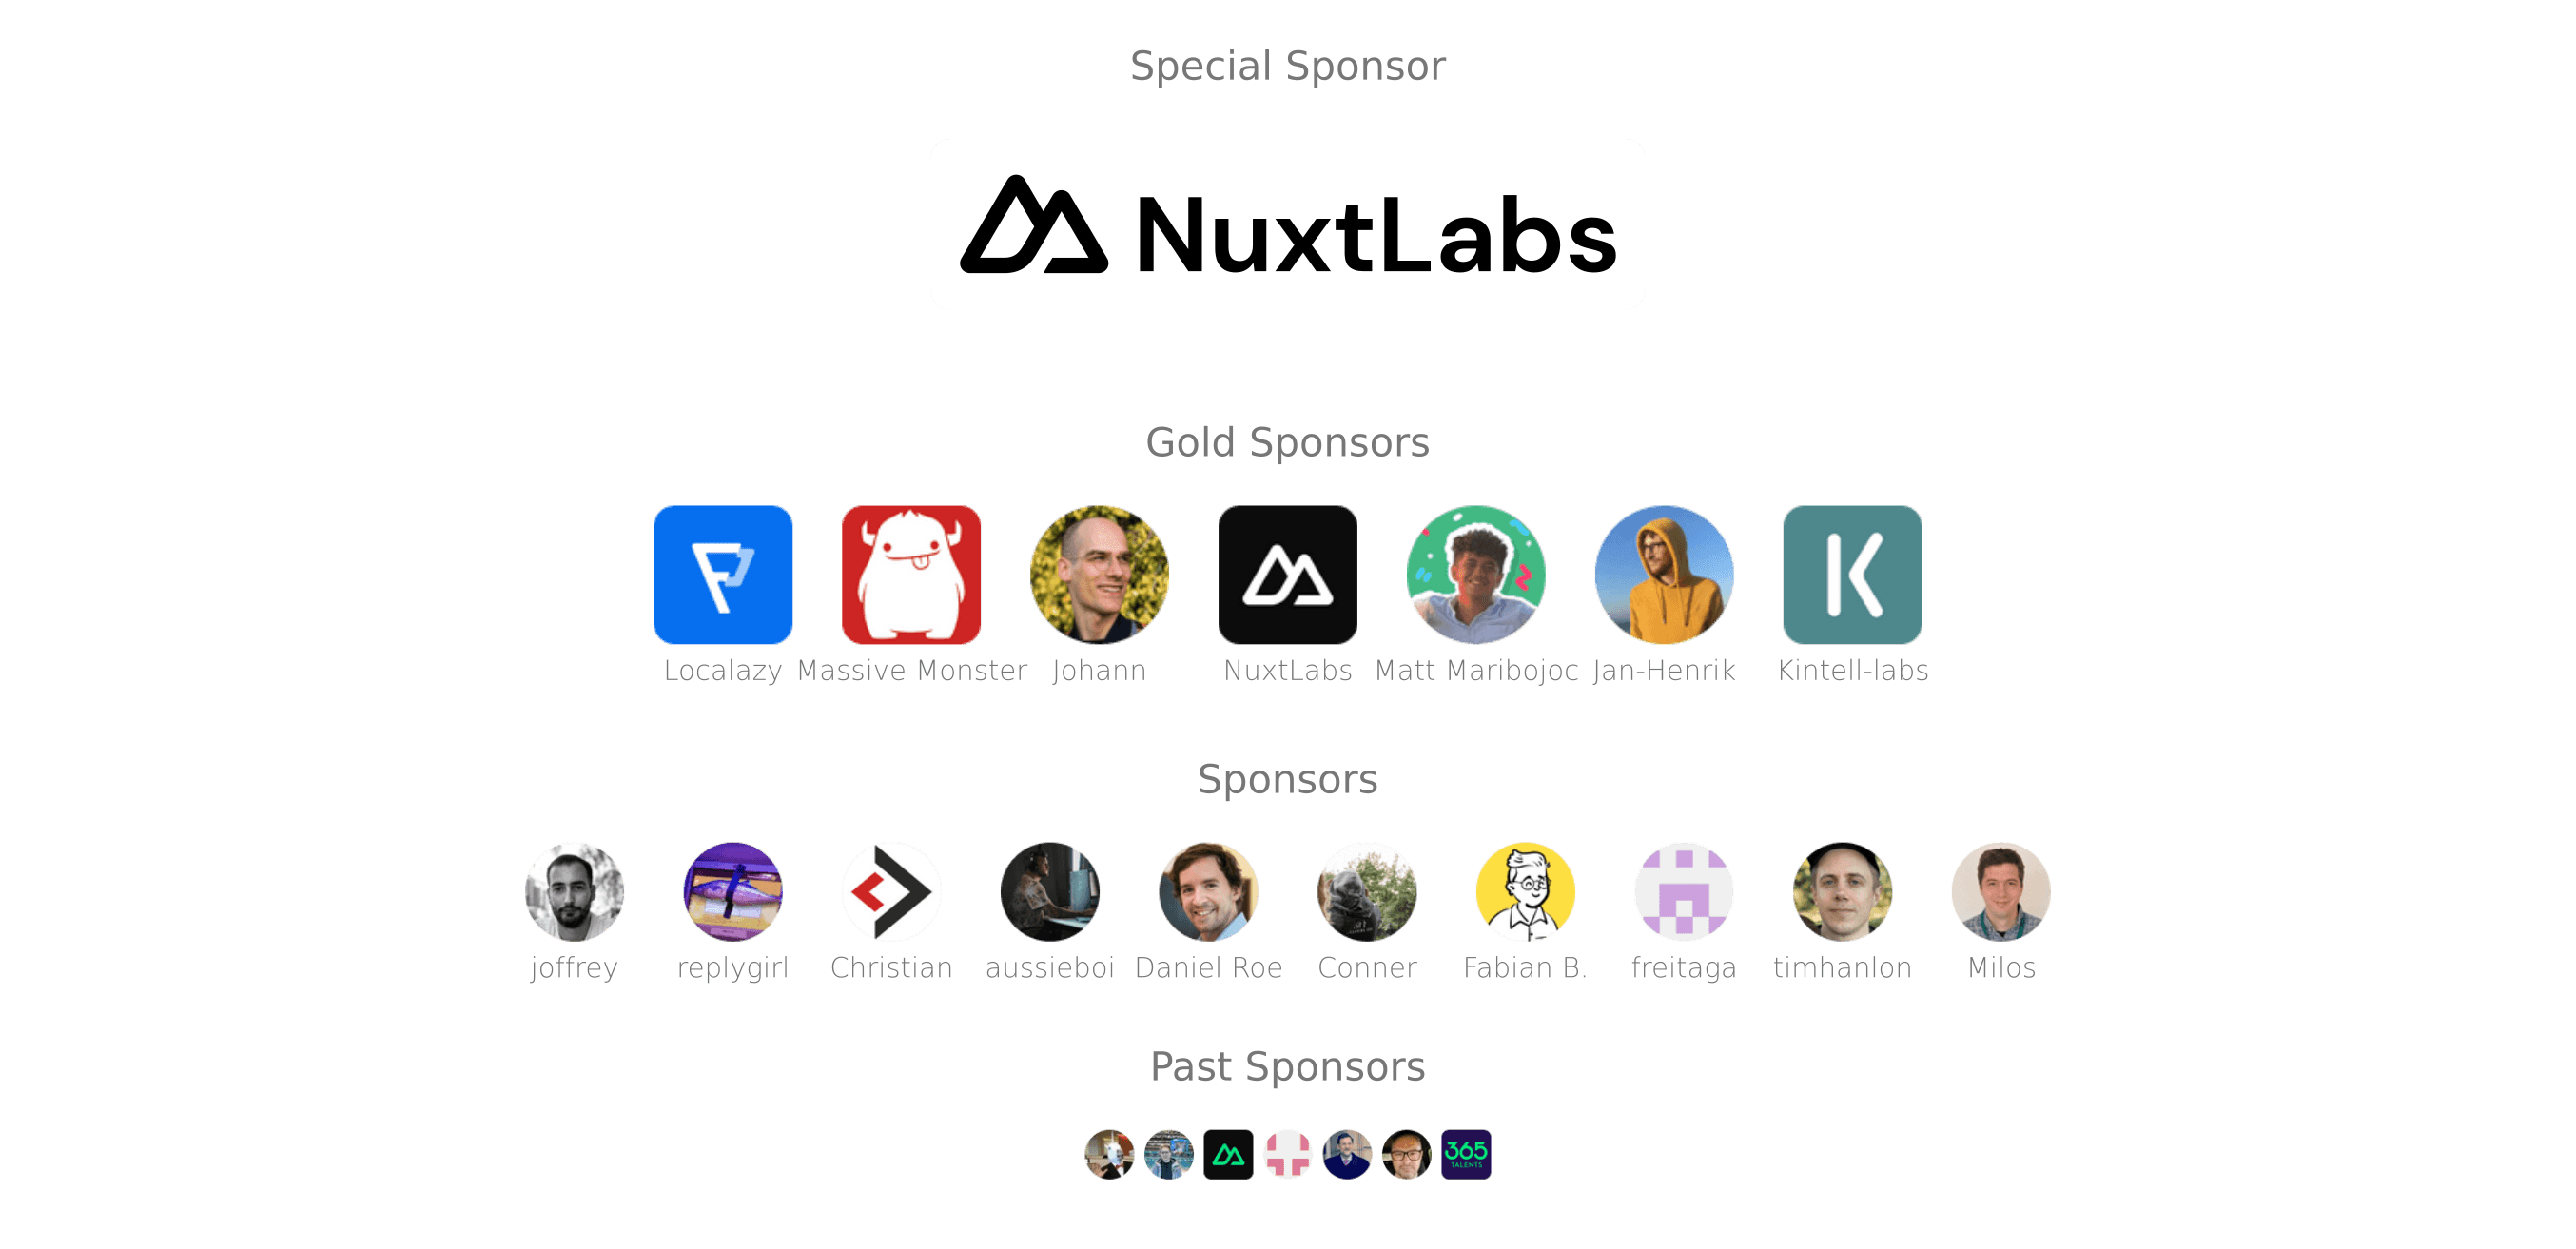 Special Sponsor
NuxtLabs
Gold Sponsors
Localazy Massive Monster Johann NuxtLabs Matt Maribojoc Jan-Henrik Kintell-labs
Sponsors
joffrey replygirl Christian aussieboi Daniel Roe Conner Fabian B. freitaga timhanlon Milos
Past Sponsors
365
TALENTS